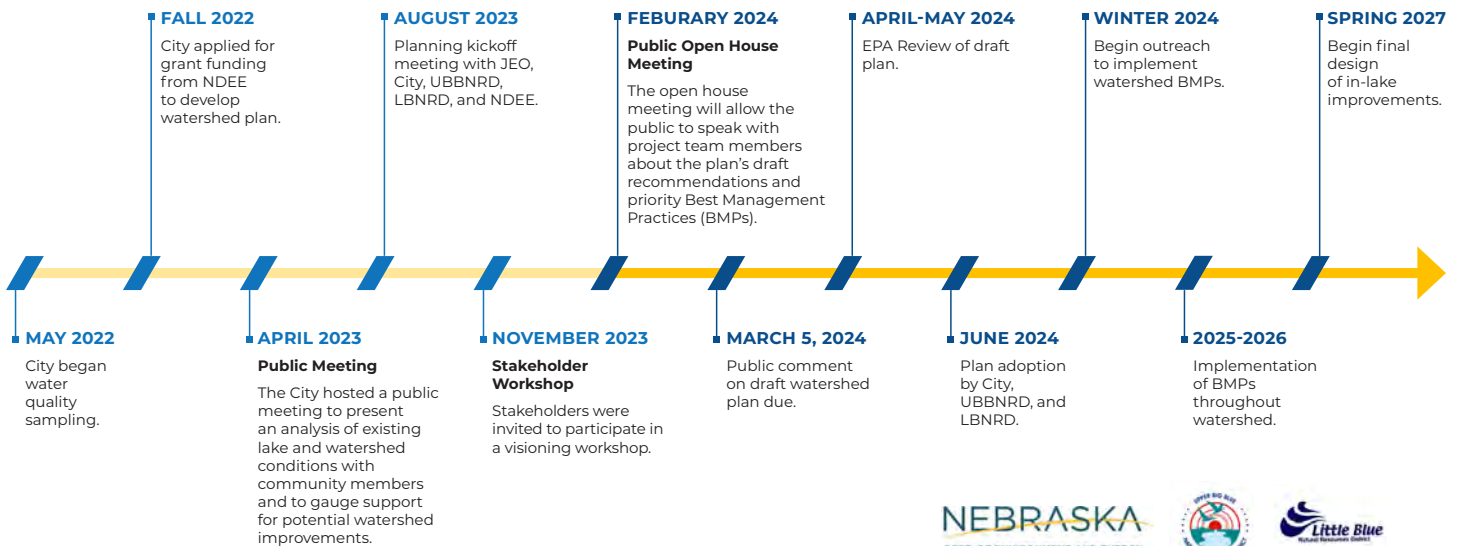 FALL 2022
City applied for
grant funding
from NDEE
to develop
watershed plan.
AUGUST 2023
Planning kickoff
meeting with JEO,
City, UBBNRD,
LBNRD, and NDEE.
FEBURARY 2024
Public Open House
Meeting
The open house
meeting will allow the
public to speak with
project team members
about the plan's draft
recommendations and
priority Best Management
Practices (BMPs).
APRIL-MAY 2024
EPA Review of draft
plan.
WINTER 2024
Begin outreach
to implement
watershed BMPs.
SPRING 2027
Begin final
design
of in-lake
improvements.
MAY 2022
City began
water
quality
sampling.
APRIL 2023
Public Meeting
The City hosted a public
meeting to present
an analysis of existing
lake and watershed
conditions with
community members
and to gauge support
for potential watershed
improvements.
NOVEMBER 2023
Stakeholder
Workshop
Stakeholders were
invited to participate in
a visioning workshop.
MARCH 5, 2024
Public comment
on draft watershed
plan due.
JUNE 2024
Plan adoption
by City,
UBBNRD, and
LBNRD.
2025-2026
Implementation
of BMPs
throughout
watershed.
NEBRASKA
UPPER BIG BLUE
Little Blue
Natural Resources District